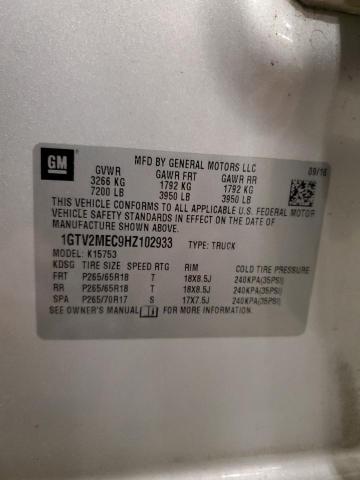 GM
MFD BY GENERAL MOTORS LLC
09/16
GVWR GAWR FRT GAWR RR
3266 KG 1792 KG 1792 KG
7200 LB 3950 LB 3950 LB
THIS VEHICLE CONFORMS TO ALL APPLICABLE U.S. FEDERAL MOTOR
VEHICLE SAFETY, BUMPER, AND THEFT PREVENTION
STANDARDS IN EFFECT ON THE DATE OF
MANUFACTURE SHOWN ABOVE.
1GTV2MEC9HZ102933 TYPE: TRUCK
MODEL: K15753
KDSG TIRE SIZE SPEED RTG RIM COLD TIRE PRESSURE
FRT P265/65R18 T 18X8.5J 240KPA(35PSI)
RR P265/65R18 T 18X8.5J 240KPA(35PSI)
SPA P265/70R17 S 17X7.5J 240KPA(35PSI)
SEE OWNER'S MANUAL FOR MORE INFORMATION.